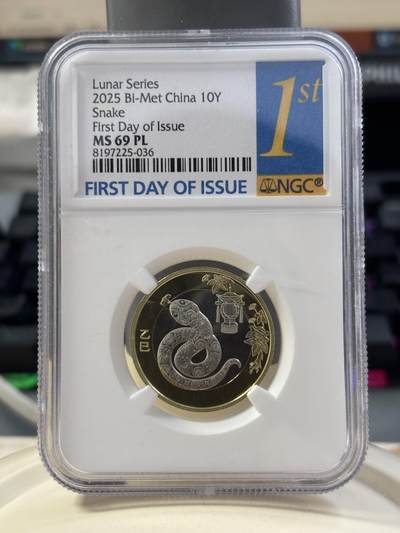 Lunar Series
2025 Bi-Met China 10Y
Snake
First Day of Issue
MS 69 PL
8197225-036
1st
FIRST DAY OF ISSUE
NGC®
乙巳